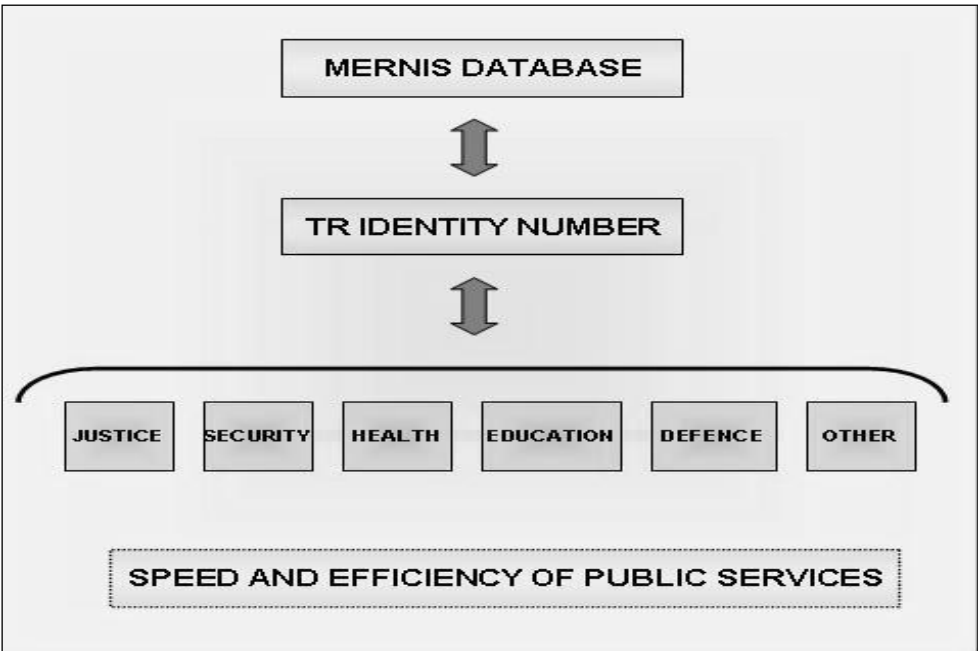 MERNIS DATABASE
TR IDENTITY NUMBER
JUSTICE SECURITY HEALTH EDUCATION DEFENCE OTHER
SPEED AND EFFICIENCY OF PUBLIC SERVICES